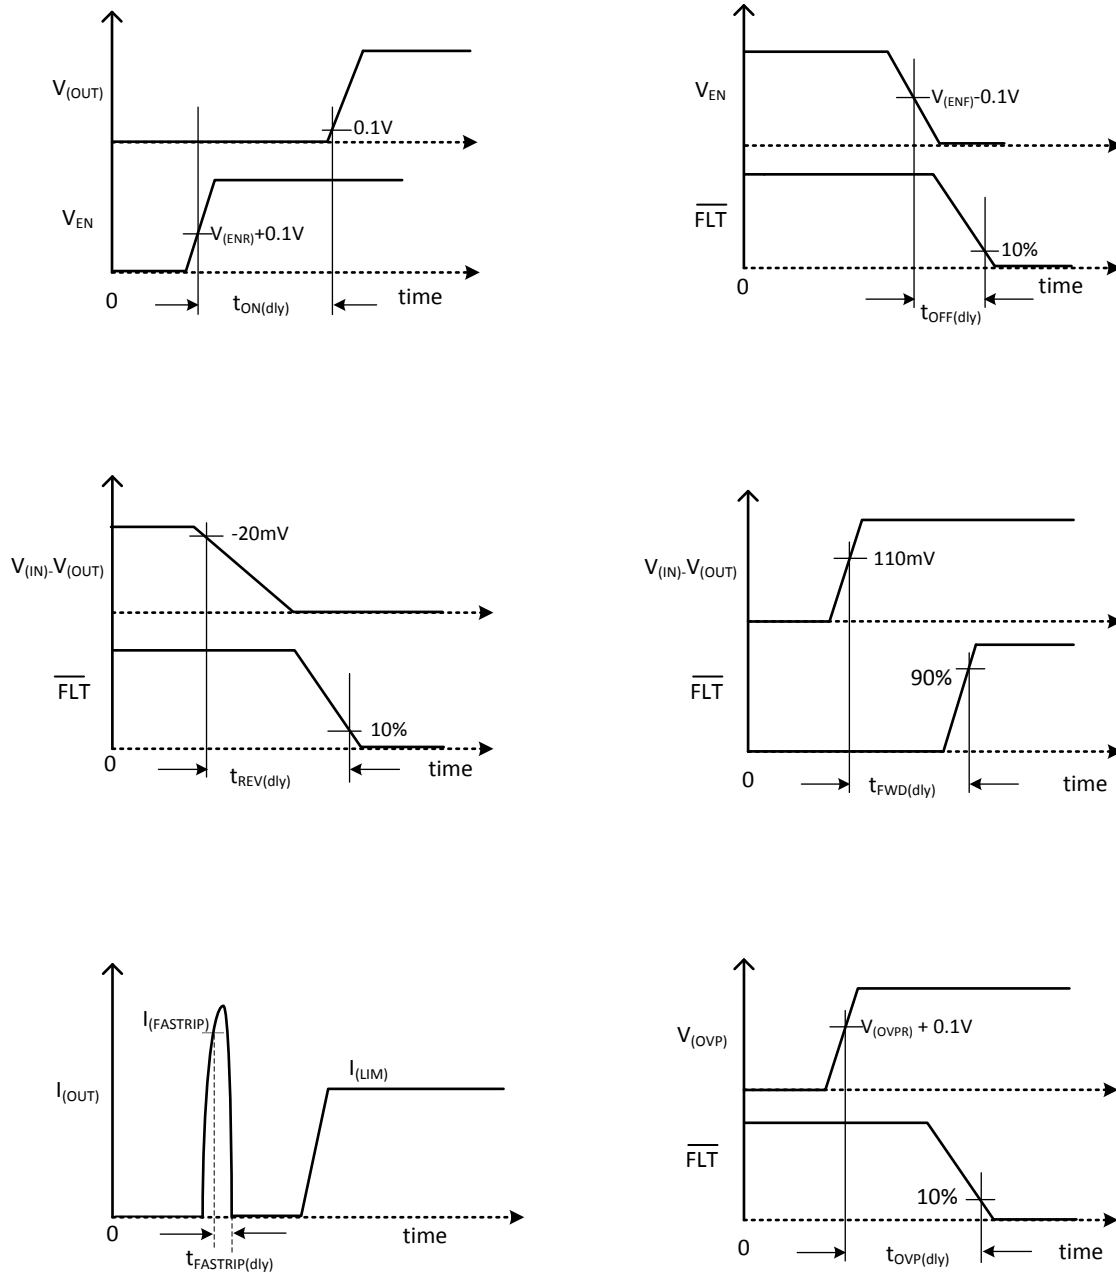 V(OUT)
0.1V
VEN
V(ENR)+0.1V
0
tON(dly)
time
VEN
V(ENF)-0.1V
FLT
10%
0
time
tOFF(dly)
V(IN)-V(OUT)
-20mV
FLT
10%
0
tREV(dly)
time
V(IN)-V(OUT)
110mV
FLT
90%
0
tFWD(dly)
time
I(FASTRIP)
I(OUT)
I(LIM)
0
time
tFASTRIP(dly)
V(OVP)
V(OVPR) + 0.1V
FLT
10%
0
tOVP(dly)
time